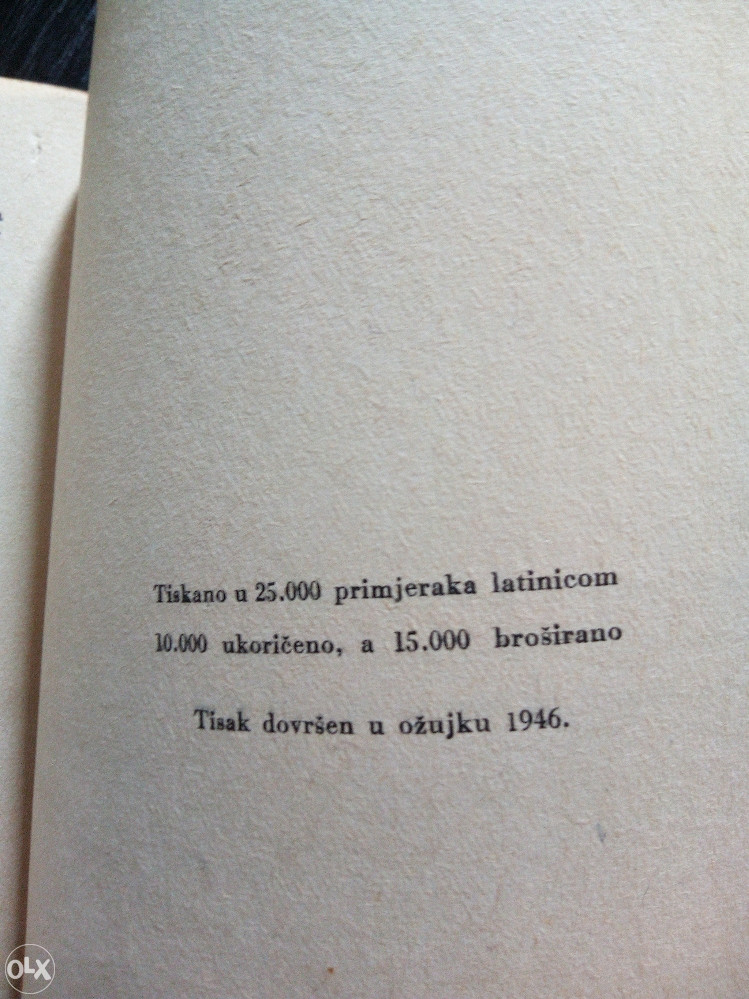 Tiskano u 25.000 primjeraka latinicom
10.000 ukoričeno, a 15.000 broširano
Tisak dovršen u ožujku 1946.
OLX